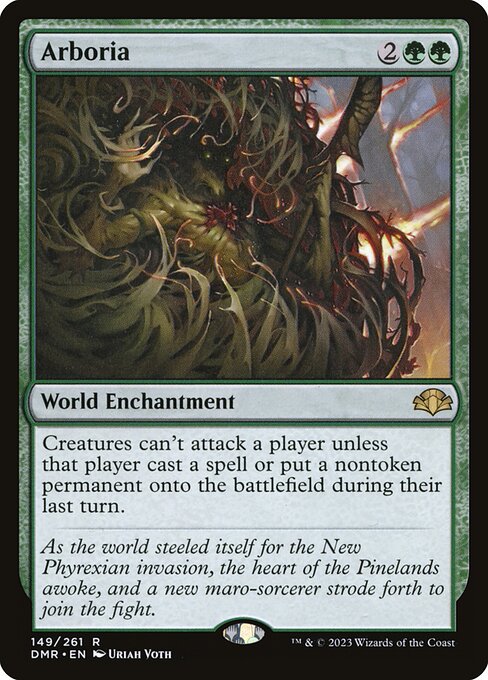 Arboria 2
World Enchantment
Creatures can't attack a player unless
that player cast a spell or put a nontoken
permanent onto the battlefield during their
last turn.
As the world steeled itself for the New
Phyrexian invasion, the heart of the Pinelands
awoke, and a new maro-sorcerer strode forth to
join the fight.
149/261 R
DMR • EN Uriah Voth
™ & © 2023 Wizards of the Coast